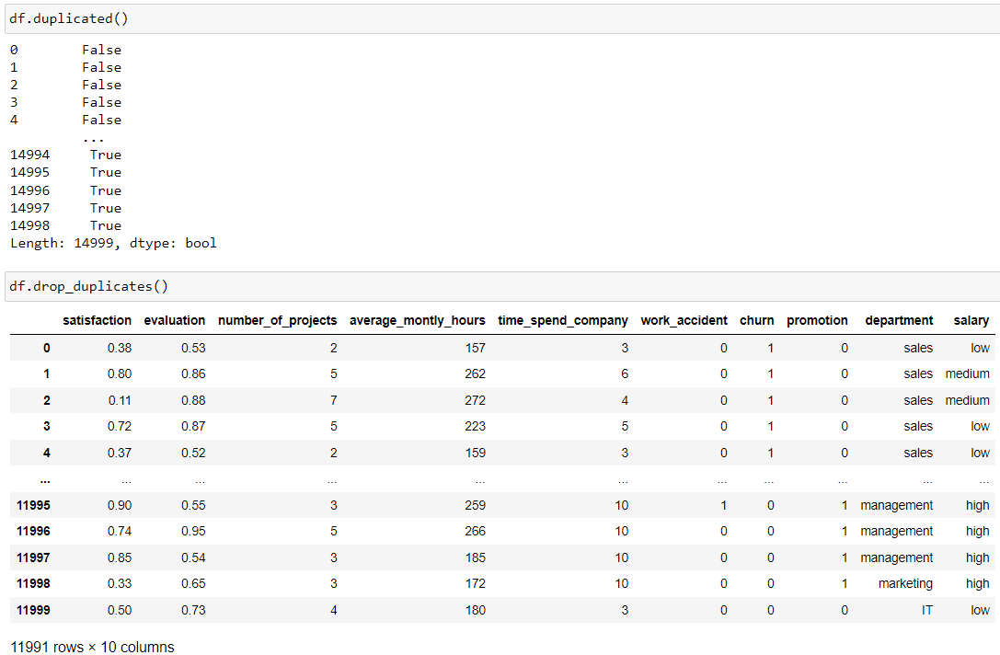 df.duplicated()
0 False
1 False
2 False
3 False
4 False
...
14994 True
14995 True
14996 True
14997 True
14998 True
Length: 14999, dtype: bool
df.drop_duplicates()
satisfaction evaluation number_of_projects average_montly_hours time_spend_company work_accident churn promotion department salary
0 0.38 0.53 2 157 3 0 1 0 sales low
1 0.80 0.86 5 262 6 0 1 0 sales medium
2 0.11 0.88 7 272 4 0 1 0 sales medium
3 0.72 0.87 5 223 5 0 1 0 sales low
4 0.37 0.52 2 159 3 0 1 0 sales low
... ... ... ... ... ... ... ... ... ... ...
11995 0.90 0.55 3 259 10 1 0 1 management high
11996 0.74 0.95 5 266 10 0 0 1 management high
11997 0.85 0.54 3 185 10 0 0 1 management high
11998 0.33 0.65 3 172 10 0 0 1 marketing high
11999 0.50 0.73 4 180 3 0 0 0 IT low
11991 rows × 10 columns